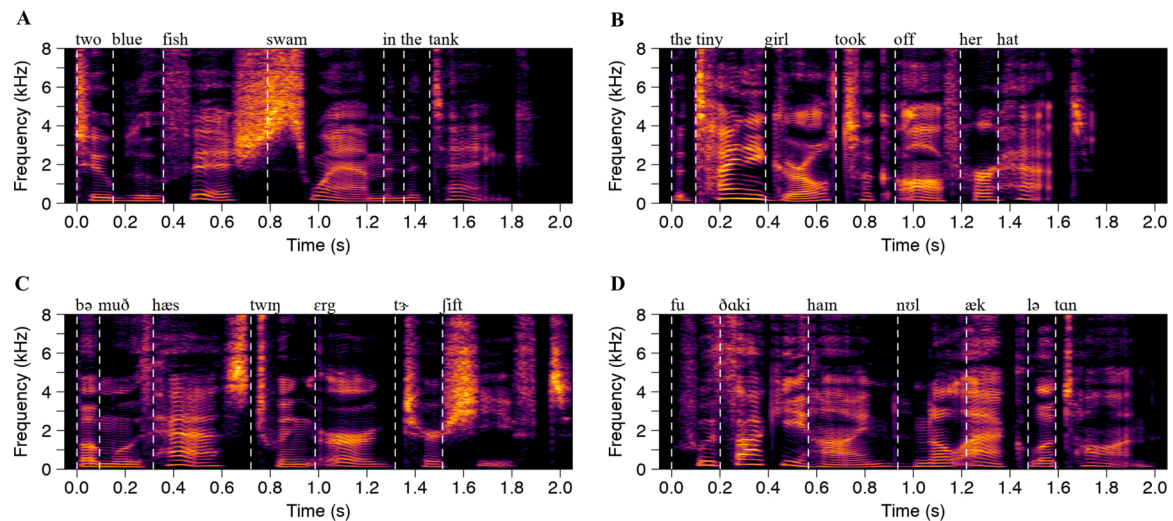 A
two blue fish swam in the tank
8
6
4
2
0
Frequency (kHz)
0.0 0.2 0.4 0.6 0.8 1.0 1.2 1.4 1.6 1.8 2.0
Time (s)
B
the tiny girl took off her hat
8
6
4
2
0
Frequency (kHz)
0.0 0.2 0.4 0.6 0.8 1.0 1.2 1.4 1.6 1.8 2.0
Time (s)
C
bə muð hæs twɪŋ ɛrg tɝ ʃift
8
6
4
2
0
Frequency (kHz)
0.0 0.2 0.4 0.6 0.8 1.0 1.2 1.4 1.6 1.8 2.0
Time (s)
D
fu ðɑki haɪn nʊl æk lə tɑn
8
6
4
2
0
Frequency (kHz)
0.0 0.2 0.4 0.6 0.8 1.0 1.2 1.4 1.6 1.8 2.0
Time (s)